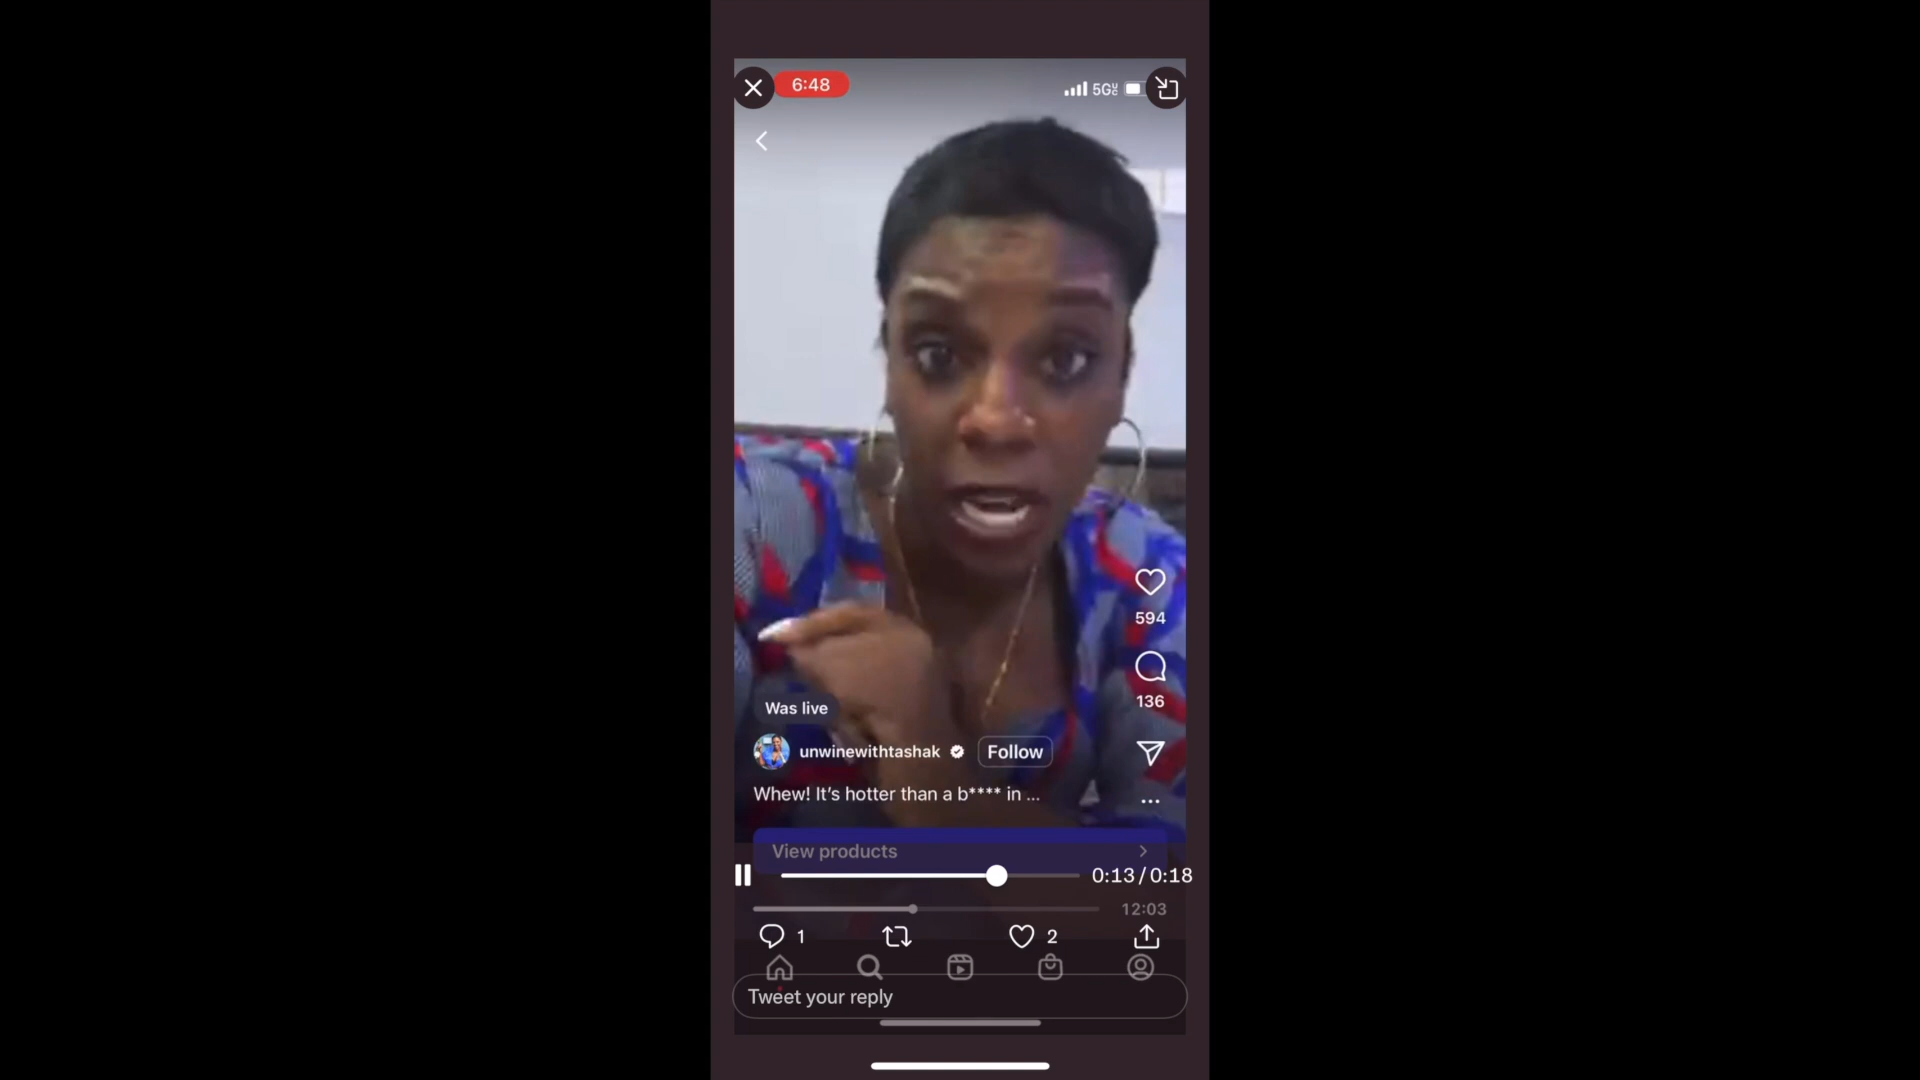 6:48
594
136
Was live
unwinewithtashak Follow
Whew! It's hotter than a b**** in ...
View products
0:13/0:18
12:03
1
2
Tweet your reply